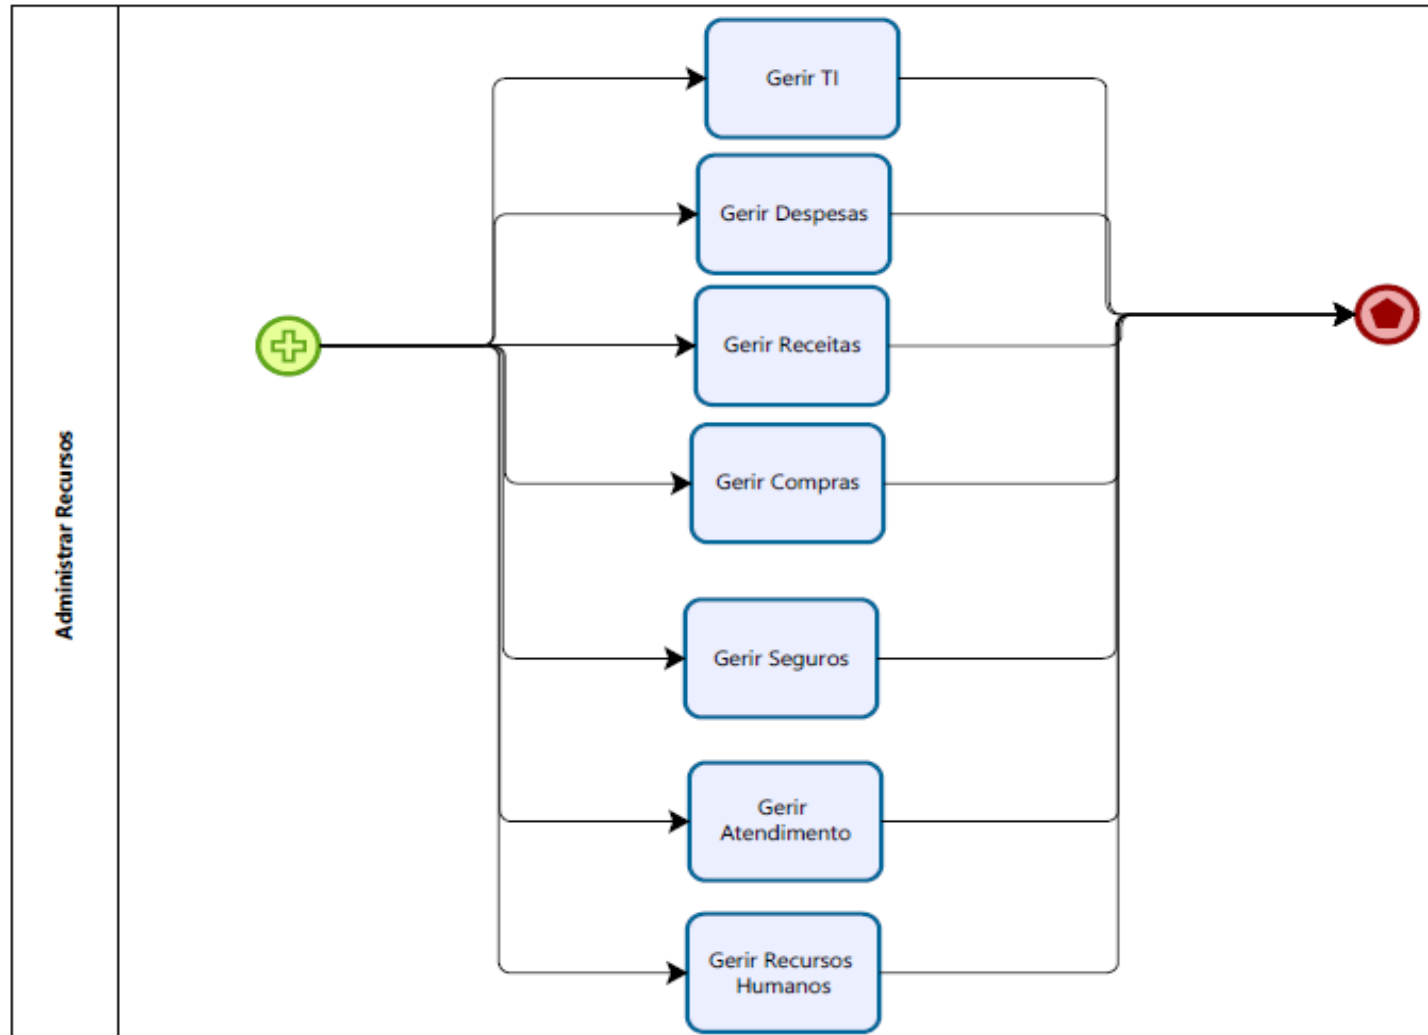 Administrar Recursos
Gerir TI
Gerir Despesas
Gerir Receitas
Gerir Compras
Gerir Seguros
Gerir
Atendimento
Gerir Recursos
Humanos